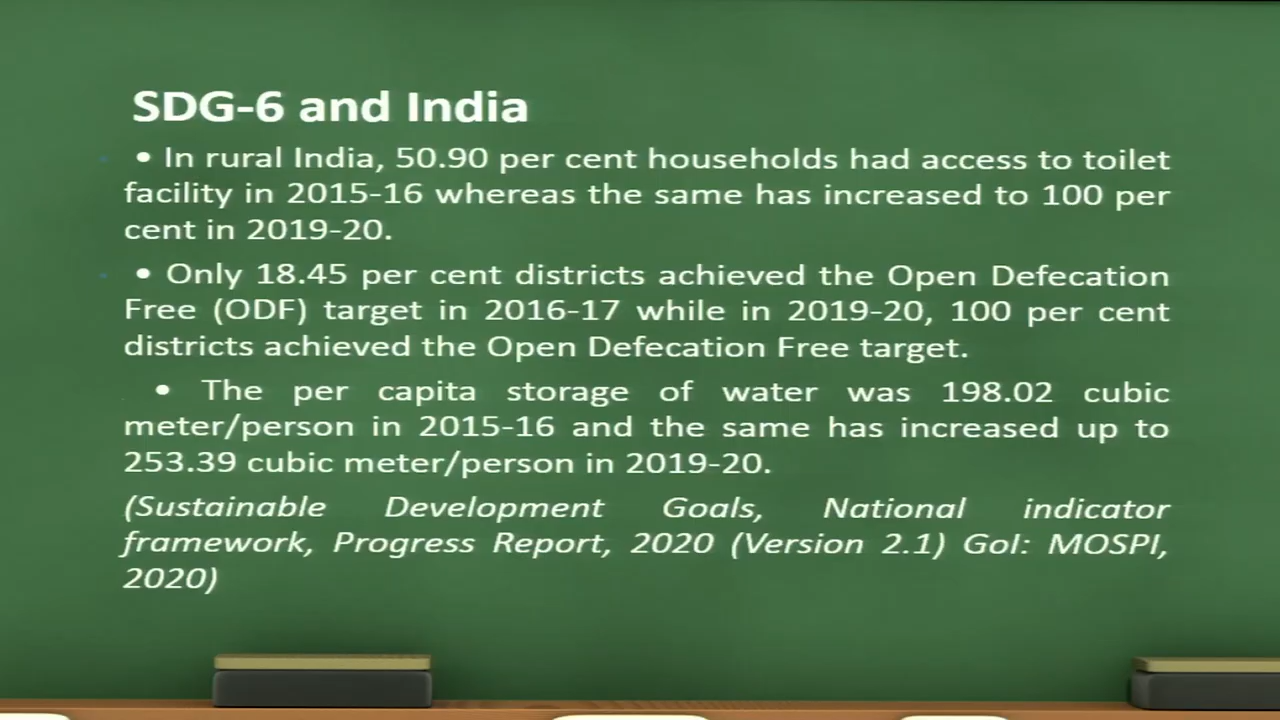 SDG-6 and India
• In rural India, 50.90 per cent households had access to toilet
facility in 2015-16 whereas the same has increased to 100 per
cent in 2019-20.
• Only 18.45 per cent districts achieved the Open Defecation
Free (ODF) target in 2016-17 while in 2019-20, 100 per cent
districts achieved the Open Defecation Free target.
• The per capita storage of water was 198.02 cubic
meter/person in 2015-16 and the same has increased up to
253.39 cubic meter/person in 2019-20.
(Sustainable Development Goals, National indicator
framework, Progress Report, 2020 (Version 2.1) GoI: MOSPI,
2020)